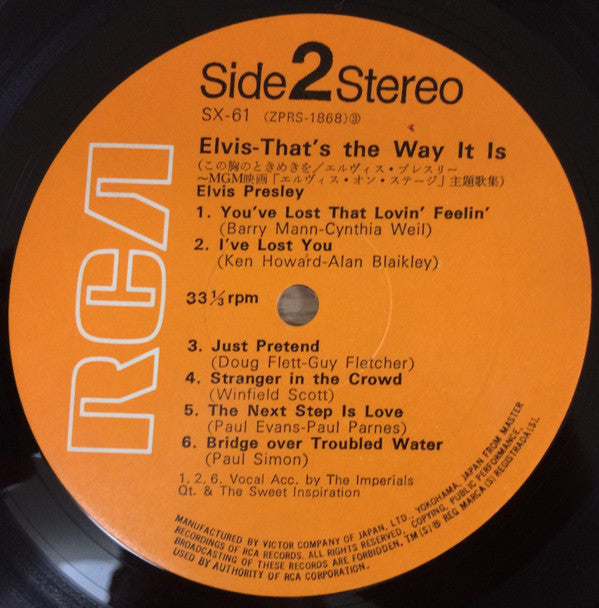 RCA
Side 2 Stereo
SX-61 (ZPRS-1868)③
Elvis-That's the Way It Is
(この胸のときめきを/エルヴィス・プレスリー
〜MGM映画「エルヴィス・オン・ステージ」主題歌集)
Elvis Presley
1. You've Lost That Lovin' Feelin'
(Barry Mann-Cynthia Weil)
2. I've Lost You
(Ken Howard-Alan Blaikley)
33⅓ rpm
3. Just Pretend
(Doug Flett-Guy Fletcher)
4. Stranger in the Crowd
(Winfield Scott)
5. The Next Step Is Love
(Paul Evans-Paul Parnes)
6. Bridge over Troubled Water
(Paul Simon)
1, 2, 6, Vocal Acc. by The Imperials
Qt. & The Sweet Inspiration
MANUFACTURED BY VICTOR COMPANY OF JAPAN, LTD, YOKOHAMA, JAPAN FROM MASTER
RECORDINGS OF RCA RECORDS. ALL RIGHTS RESERVED. COPYING, PUBLIC PERFORMANCE,
BROADCASTING OF THESE RECORDS ARE FORBIDDEN, TM(S)® REG MARCA(S) REGISTRADA(S),
USED BY AUTHORITY OF RCA CORPORATION.